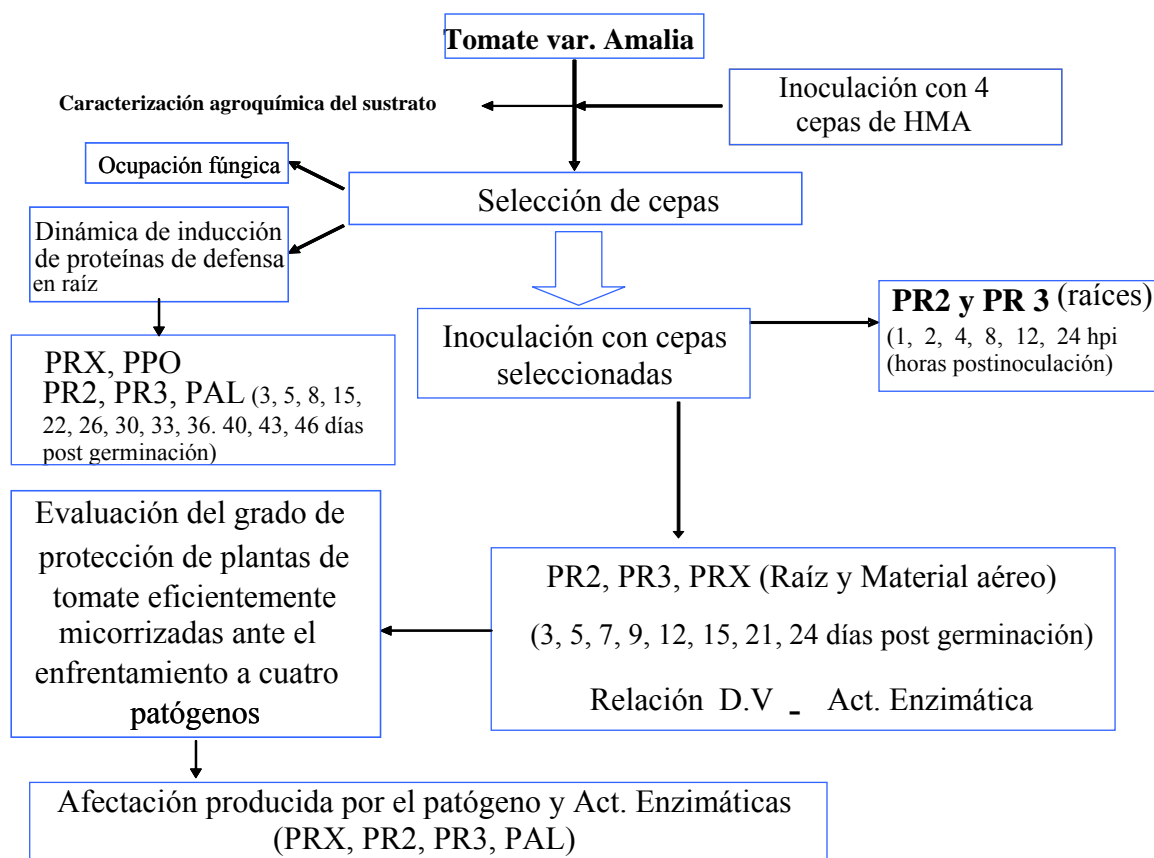 Tomate var. Amalia
Caracterización agroquímica del sustrato
Inoculación con 4
cepas de HMA
Ocupación fúngica
Selección de cepas
Dinámica de inducción
de proteínas de defensa
en raíz
PR2 y PR 3 (raíces)
(1, 2, 4, 8, 12, 24 hpi
(horas postinoculación)
Inoculación con cepas
seleccionadas
PRX, PPO
PR2, PR3, PAL (3, 5, 8, 15,
22, 26, 30, 33, 36. 40, 43, 46 días
post germinación)
Evaluación del grado de
protección de plantas de
tomate eficientemente
micorrizadas ante el
enfrentamiento a cuatro
patógenos
PR2, PR3, PRX (Raíz y Material aéreo)
(3, 5, 7, 9, 12, 15, 21, 24 días post germinación)
Relación D.V - Act. Enzimática
Afectación producida por el patógeno y Act. Enzimáticas
(PRX, PR2, PR3, PAL)